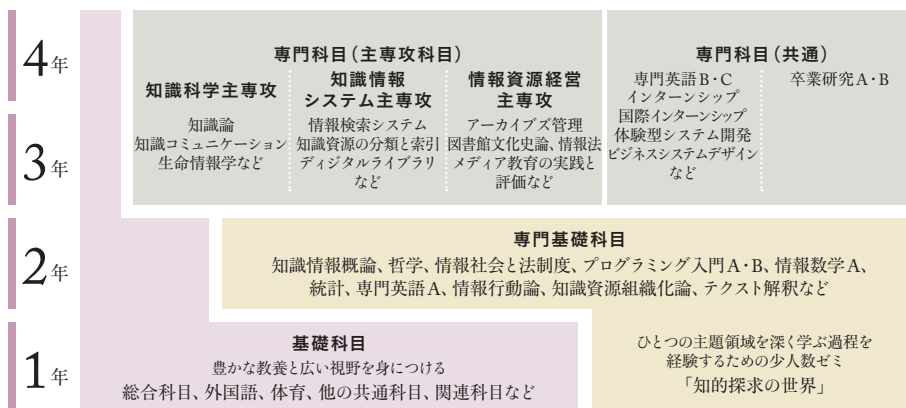 4年
専門科目（主専攻科目）
知識科学主専攻
知識論
知識コミュニケーション
生命情報学など
知識情報
システム主専攻
情報検索システム
知識資源の分類と索引
ディジタルライブラリ
など
情報資源経営
主専攻
アーカイブズ管理
図書館文化史論、情報法
メディア教育の実践と
評価など
専門科目（共通）
専門英語B・C
インターンシップ
国際インターンシップ
体験型システム開発
ビジネスシステムデザイン
など
卒業研究A・B
3年
2年
専門基礎科目
知識情報概論、哲学、情報社会と法制度、プログラミング入門A・B、情報数学A、
統計、専門英語A、情報行動論、知識資源組織化論、テクスト解釈など
1年
基礎科目
豊かな教養と広い視野を身につける
総合科目、外国語、体育、他の共通科目、関連科目など
ひとつの主題領域を深く学ぶ過程を
経験するための少人数ゼミ
「知的探求の世界」